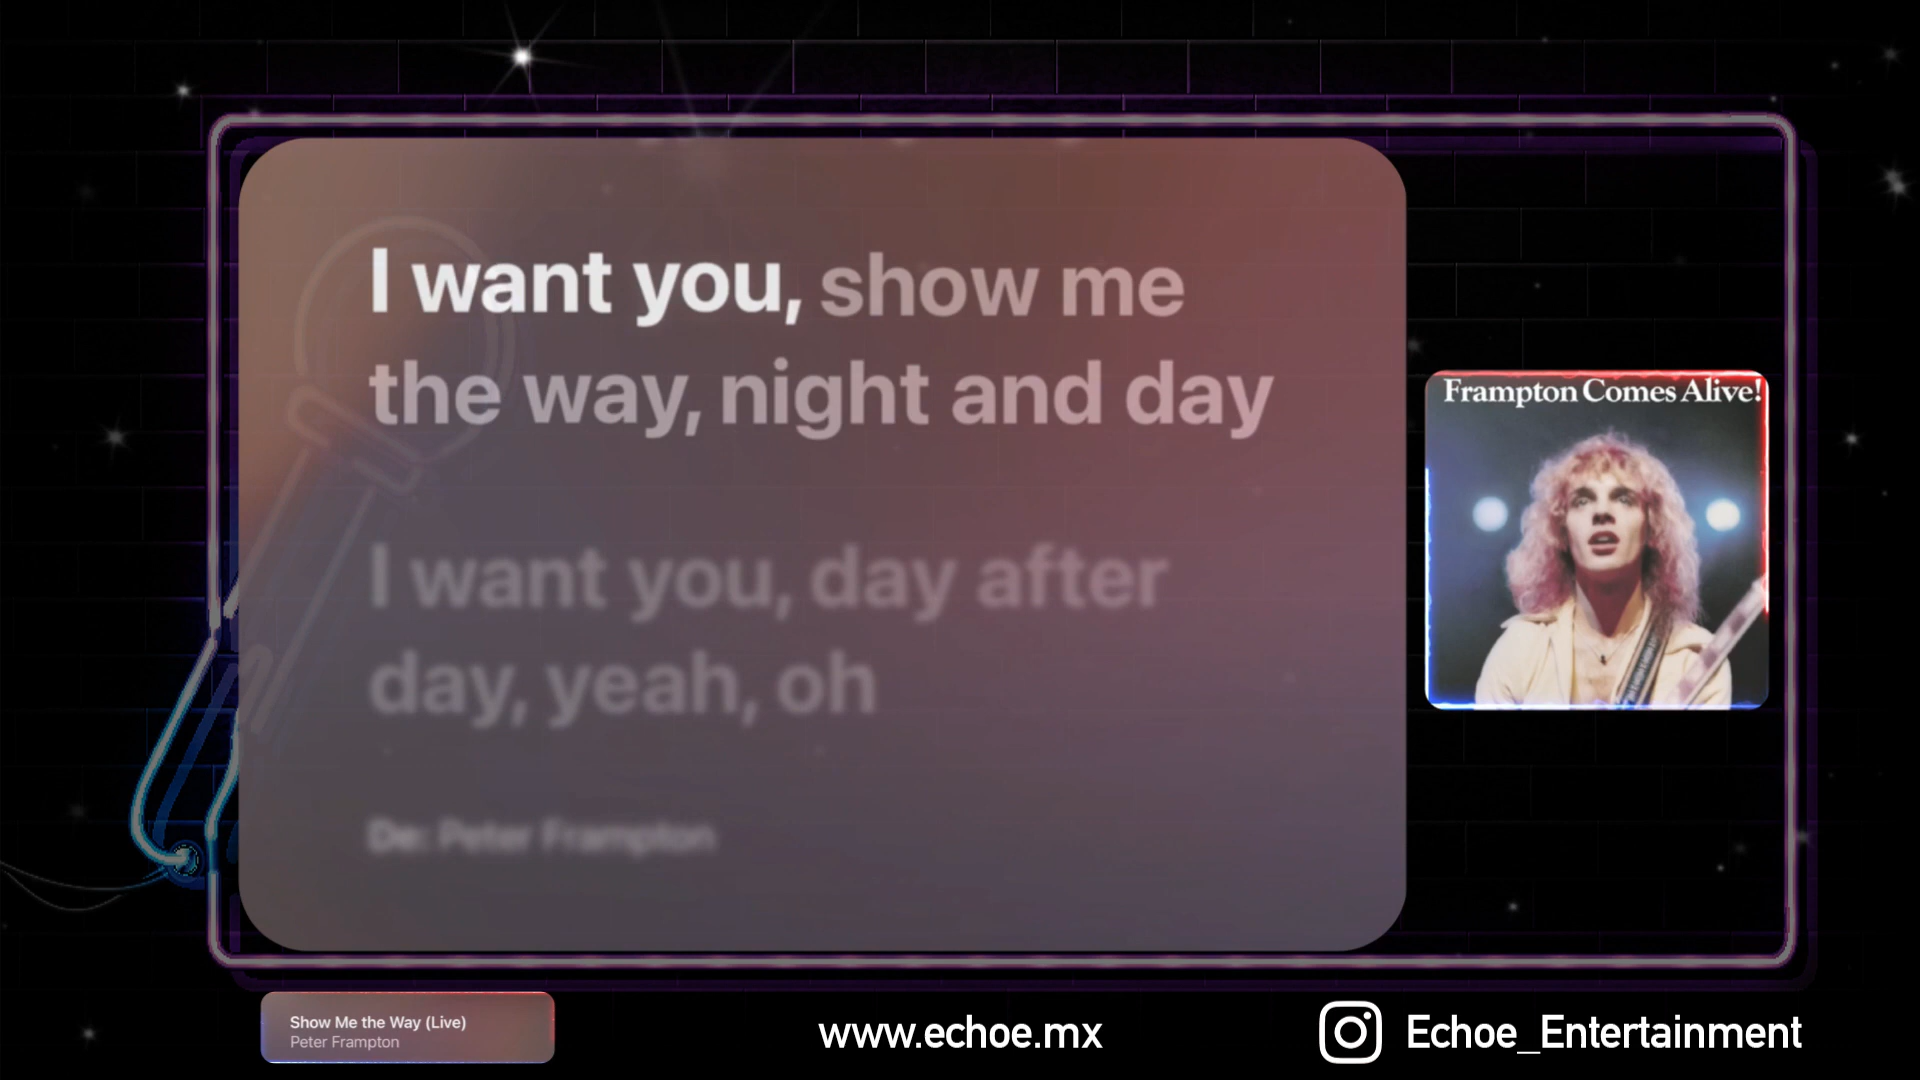 I want you, show me
the way, night and day
I want you, day after
day, yeah, oh
De: Peter Frampton
Frampton Comes Alive!
Show Me the Way (Live)
Peter Frampton
www.echoe.mx
Echoe_Entertainment